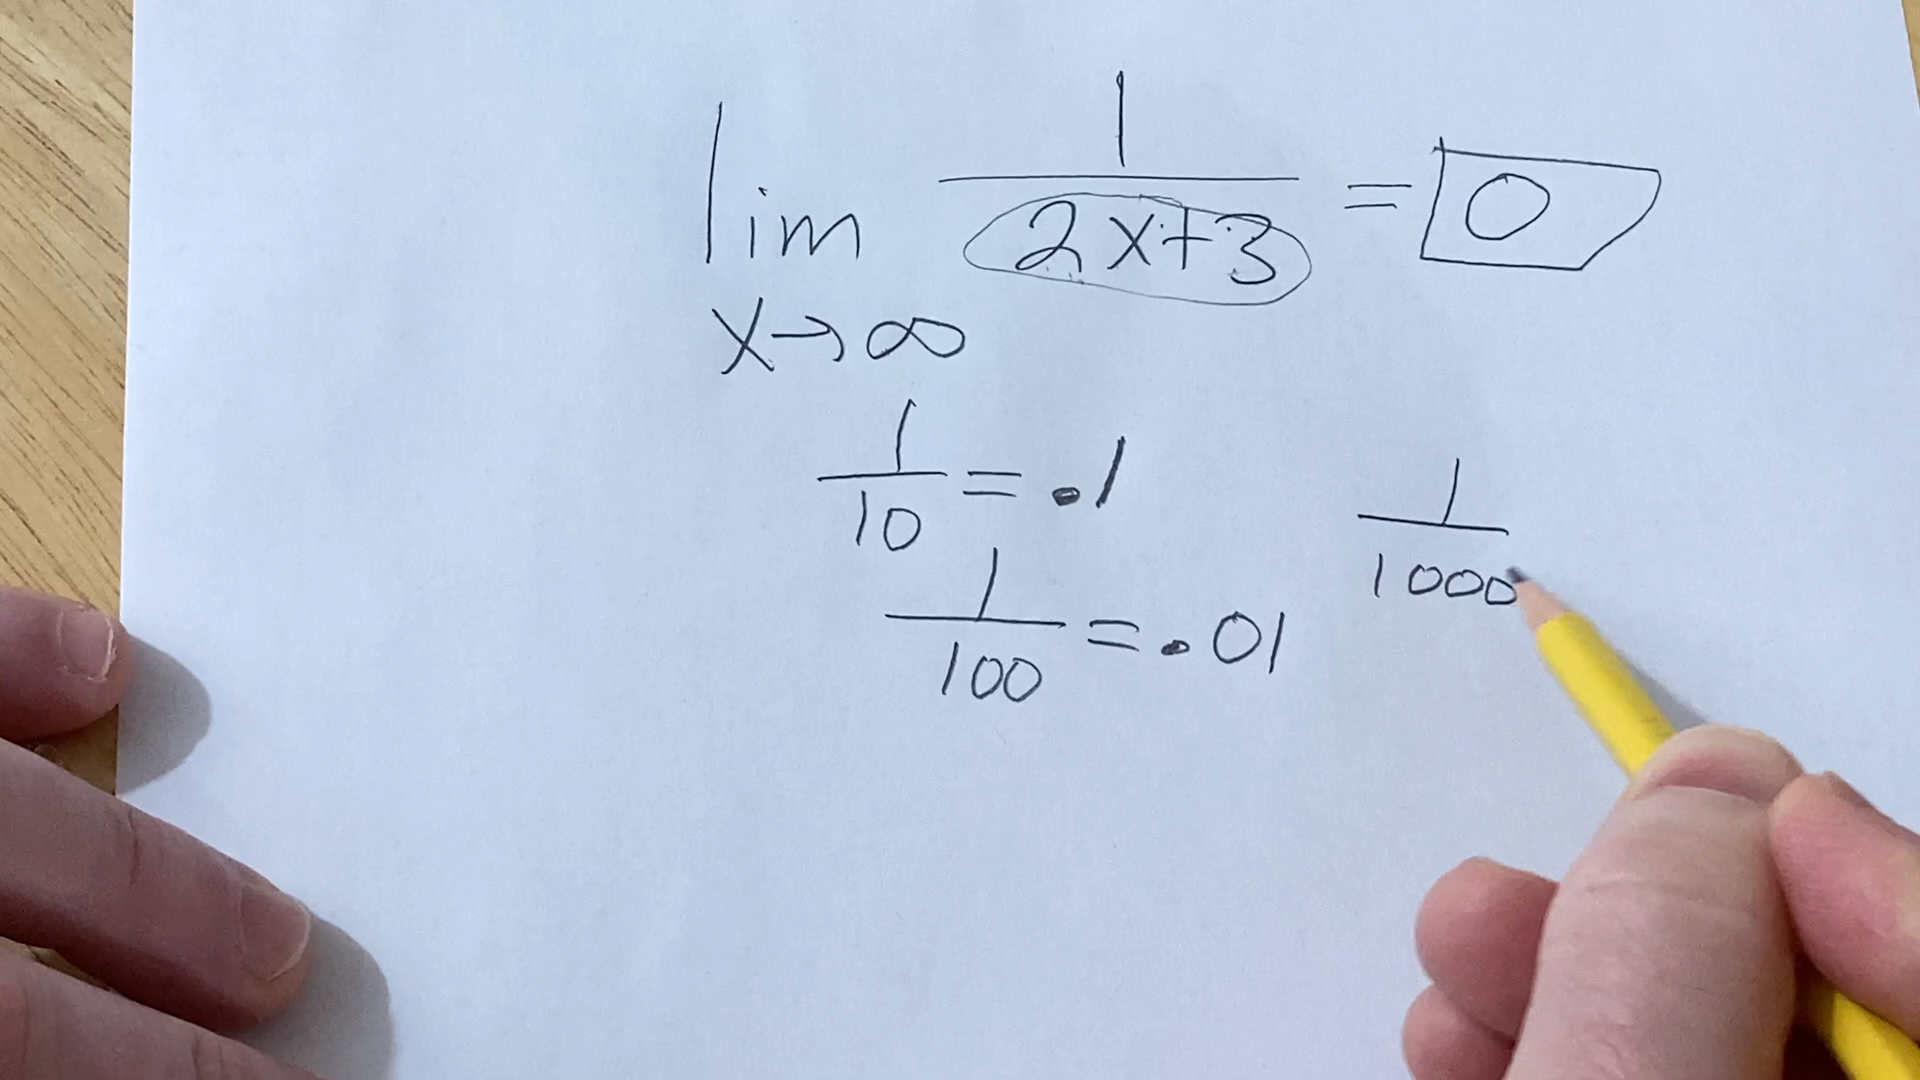 lim 1/(2x+3) = 0
x→∞
1/10 = .1
1/1000
1/100 = .01